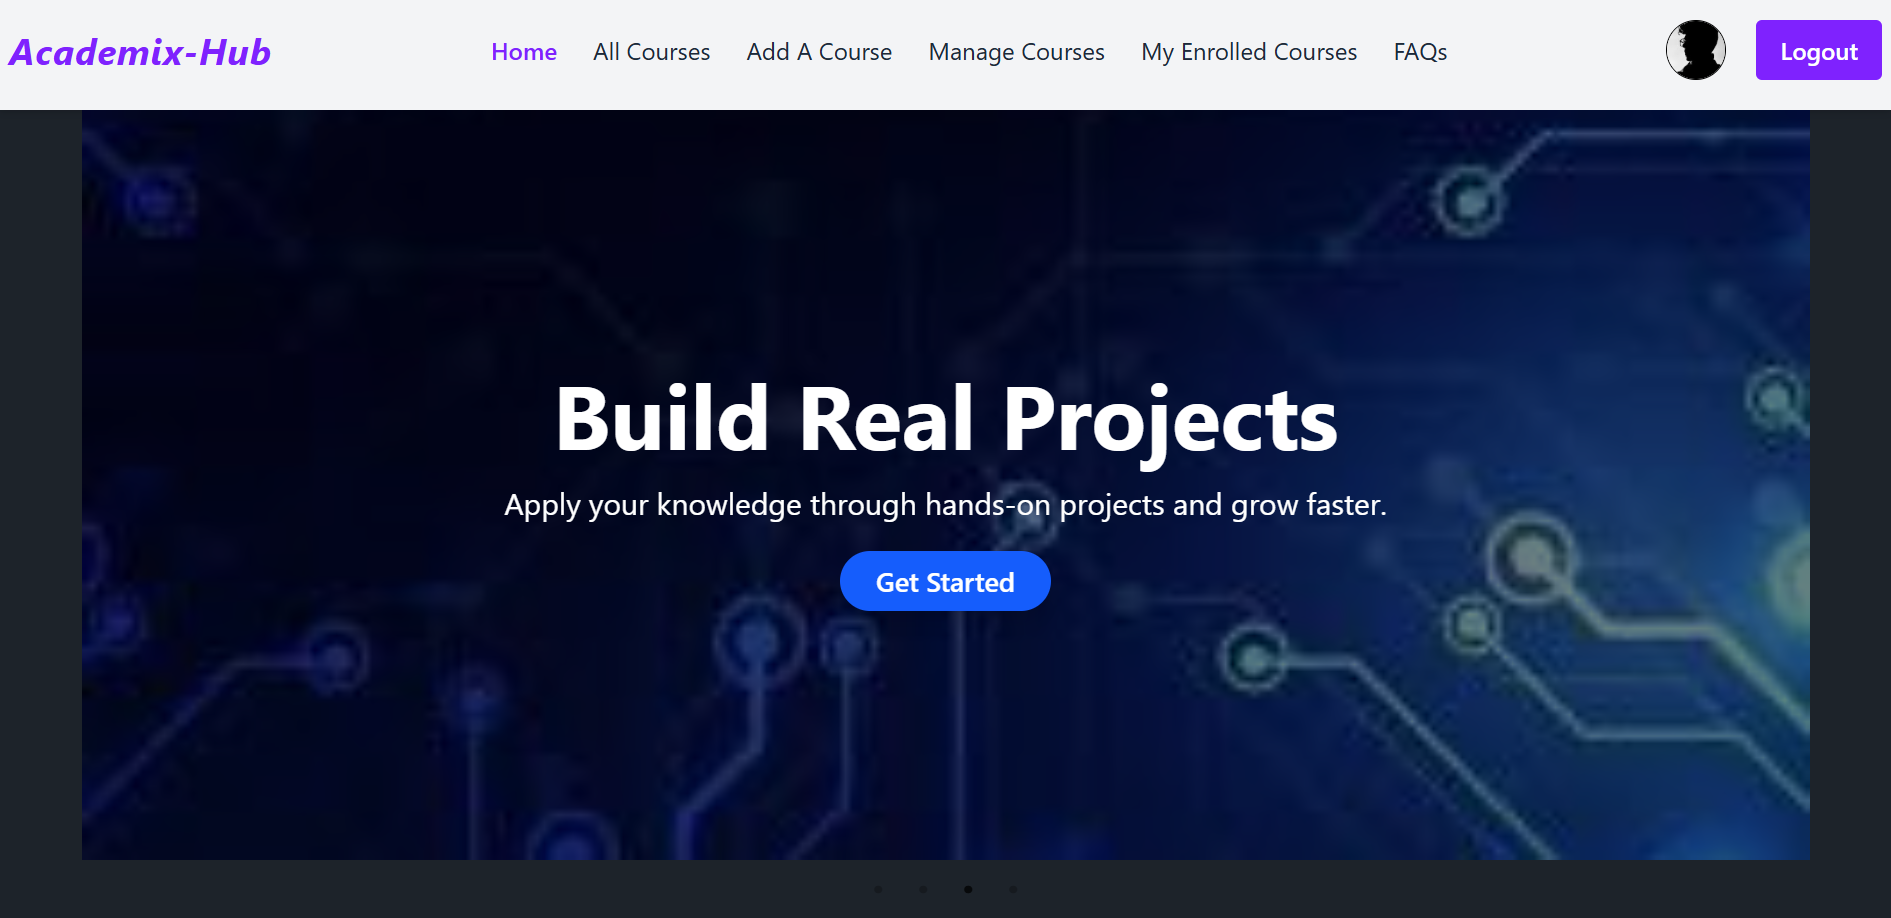 Academix-Hub
Home
All Courses
Add A Course
Manage Courses
My Enrolled Courses
FAQs
Logout
Build Real Projects
Apply your knowledge through hands-on projects and grow faster.
Get Started